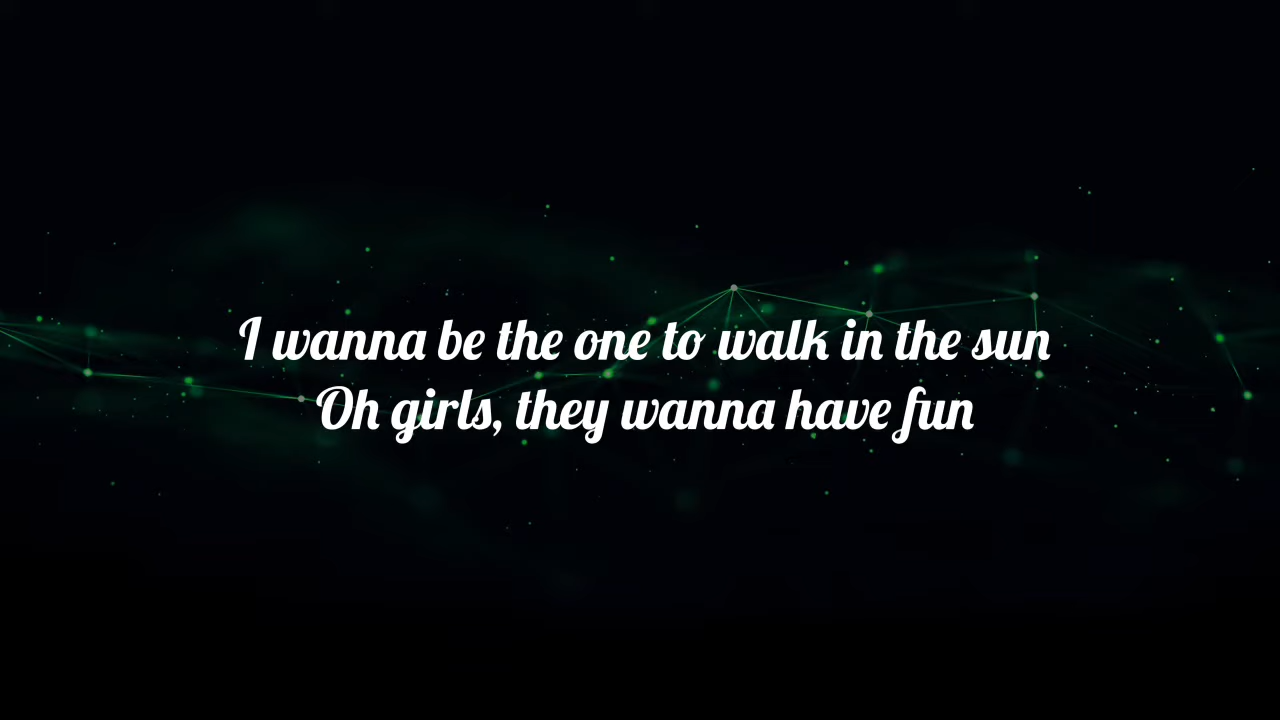 I wanna be the one to walk in the sun
Oh girls, they wanna have fun